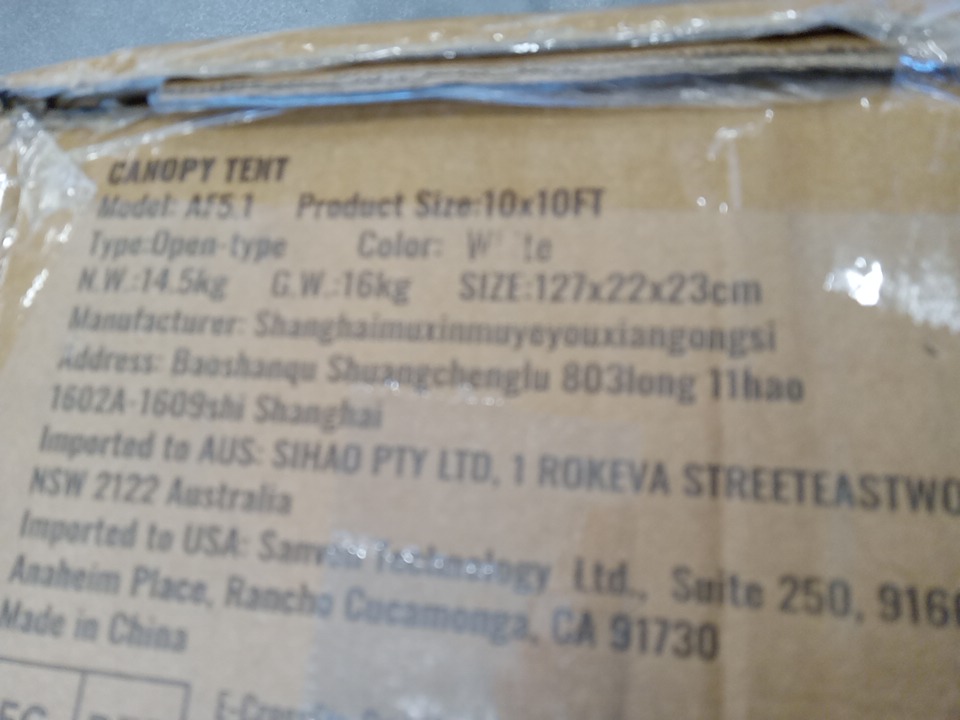 CANOPY TENT
Model: AF5.1 Product Size:10x10FT
Type:Open-type Color:
N.W.:14.5kg G.W.:16kg SIZE:127x22x23cm
Manufacturer: Shanghaimuxinmuyeyouxiangongsi
Address: Baoshanqu Shuangchenglu 803long 11hao
1602A-1609shi Shanghai
Imported to AUS: SIHAO PTY LTD, 1 ROKEVA STREETEASTWO
NSW 2122 Australia
Imported to USA: Technology Ltd., Suite 250,
Anaheim Place, Rancho Cucamonga, CA 91730
Made in China